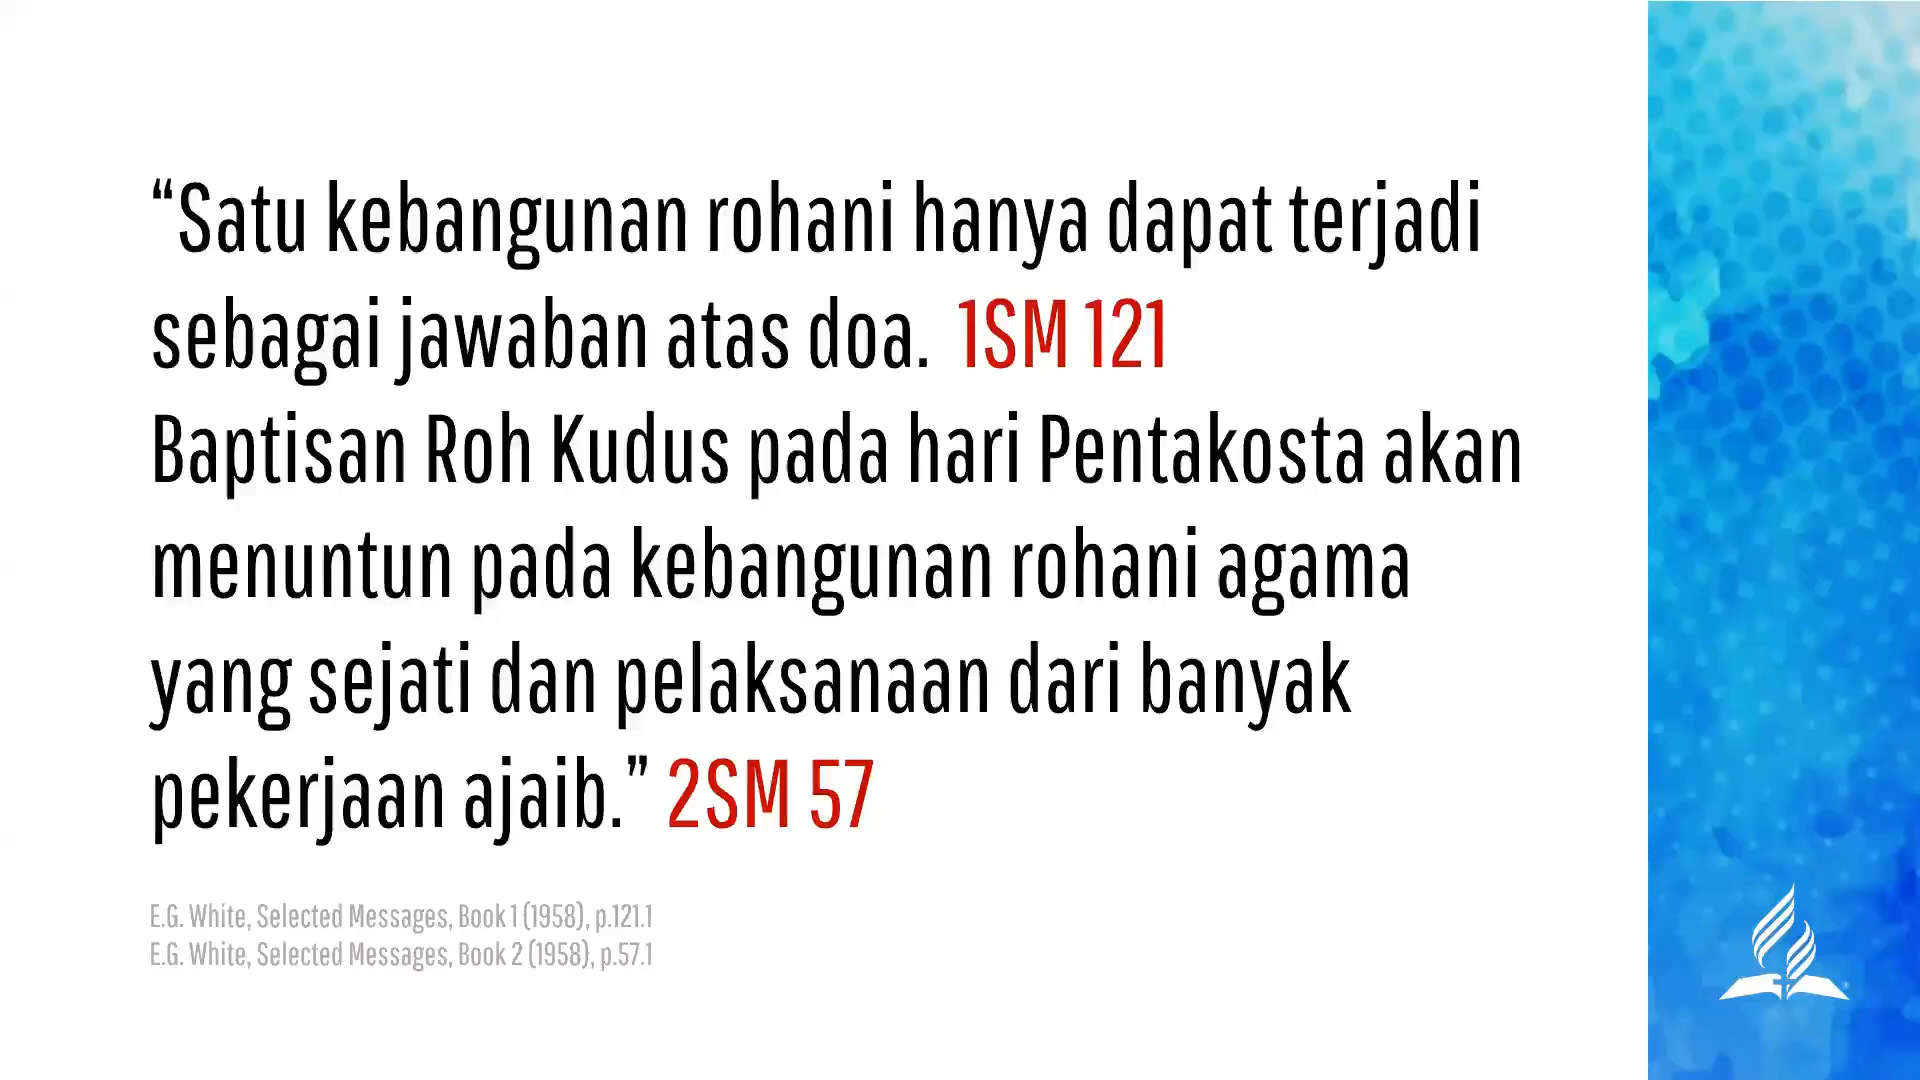 “Satu kebangunan rohani hanya dapat terjadi
sebagai jawaban atas doa. 1SM 121
Baptisan Roh Kudus pada hari Pentakosta akan
menuntun pada kebangunan rohani agama
yang sejati dan pelaksanaan dari banyak
pekerjaan ajaib.” 2SM 57
E.G. White, Selected Messages, Book 1 (1958), p.121.1
E.G. White, Selected Messages, Book 2 (1958), p.57.1